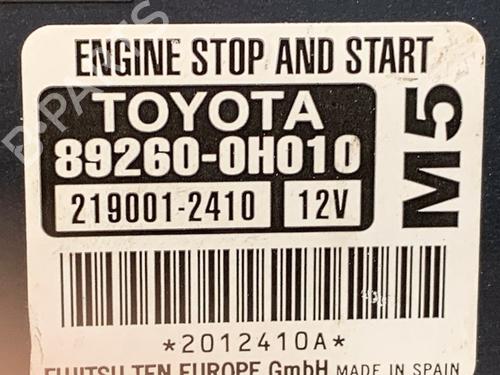 ENGINE STOP AND START
TOYOTA
89260-0H010
219001-2410 12V
M5
*2012410A*
FUJITSU TEN EUROPE GmbH MADE IN SPAIN
B-PARTS